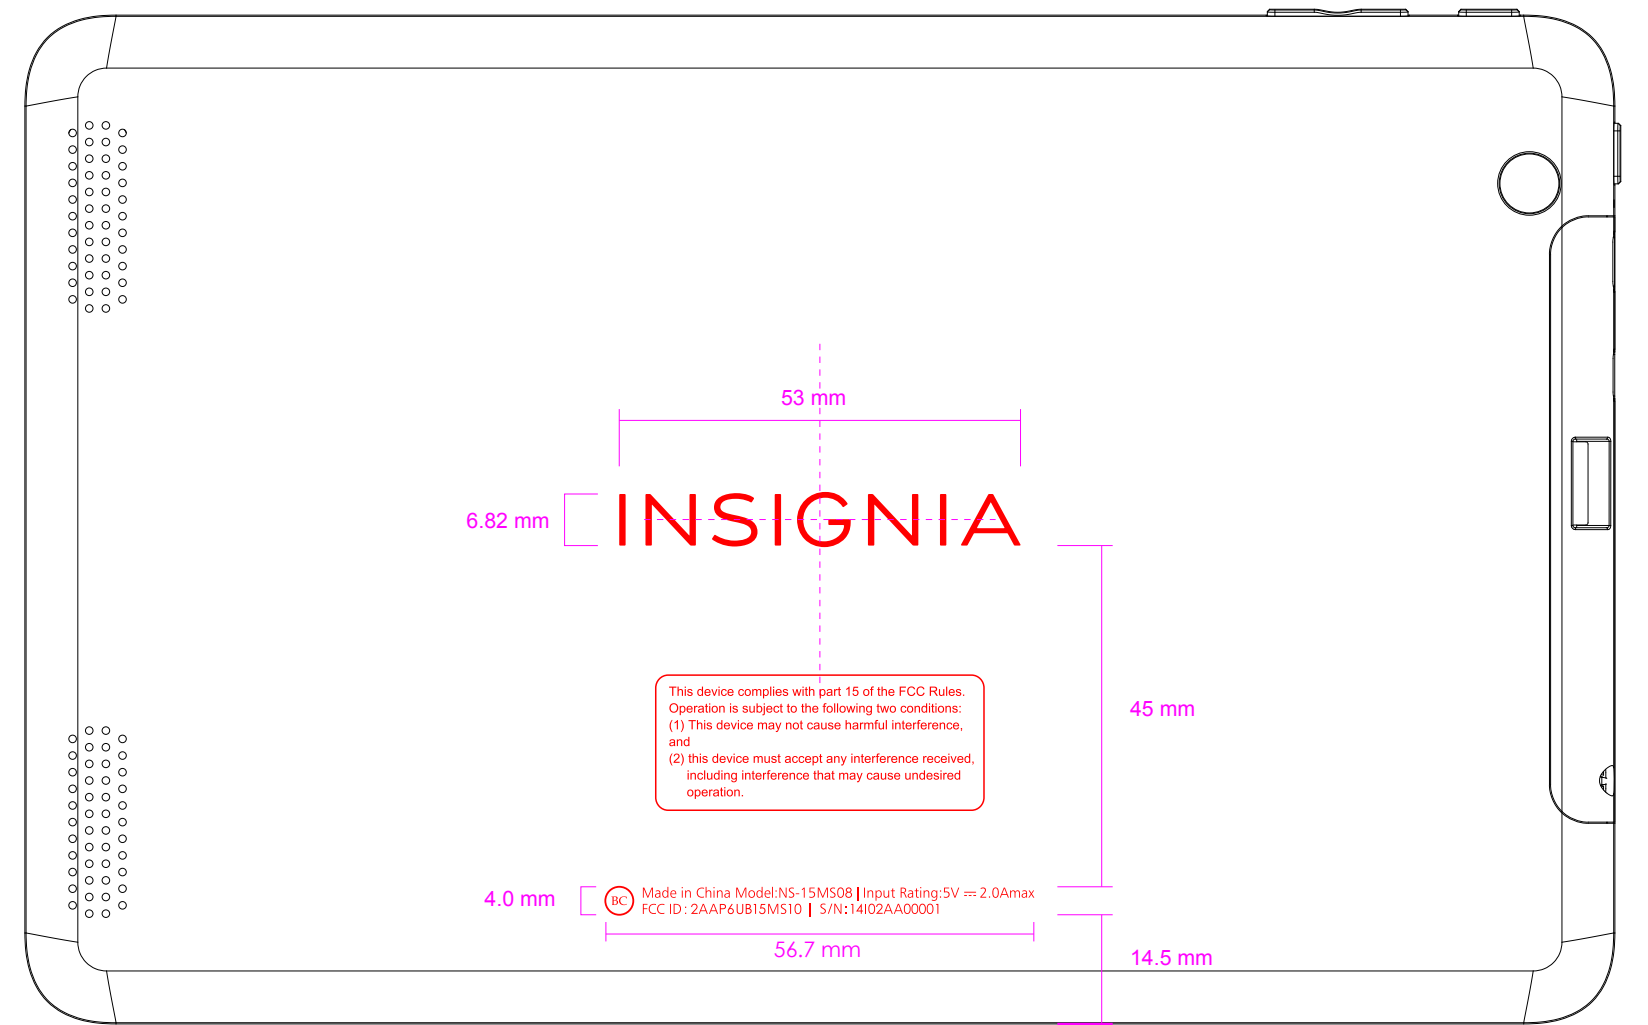 53 mm
6.82 mm
INSIGNIA
This device complies with part 15 of the FCC Rules.
Operation is subject to the following two conditions:
(1) This device may not cause harmful interference,
and
(2) this device must accept any interference received,
including interference that may cause undesired
operation.
45 mm
4.0 mm
BC
Made in China Model:NS-15MS08 | Input Rating:5V ⎓ 2.0Amax
FCC ID: 2AAP6UB15MS10 | S/N:14I02AA00001
56.7 mm
14.5 mm